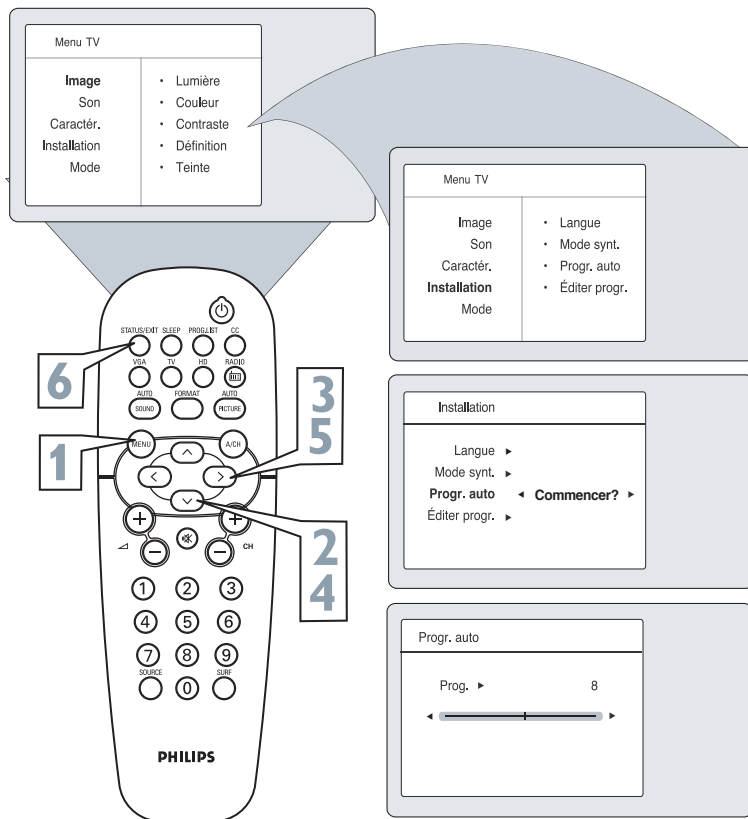 Menu TV
Image
Son
Caractér.
Installation
Mode
• Lumière
• Couleur
• Contraste
• Définition
• Teinte
Menu TV
Image
Son
Caractér.
Installation
Mode
• Langue
• Mode synt.
• Progr. auto
• Éditer progr.
Installation
Langue ▸
Mode synt. ▸
Progr. auto ◂ Commencer? ▸
Éditer progr. ▸
Progr. auto
Prog. ▸ 8
STATUS/EXIT SLEEP PROG.LIST CC
VGA TV HD RADIO
AUTO FORMAT AUTO
SOUND PICTURE
MENU A/CH
+ +
− − CH
1 2 3
4 5 6
7 8 9
SOURCE 0 SURF
PHILIPS
6
1
3
5
2
4